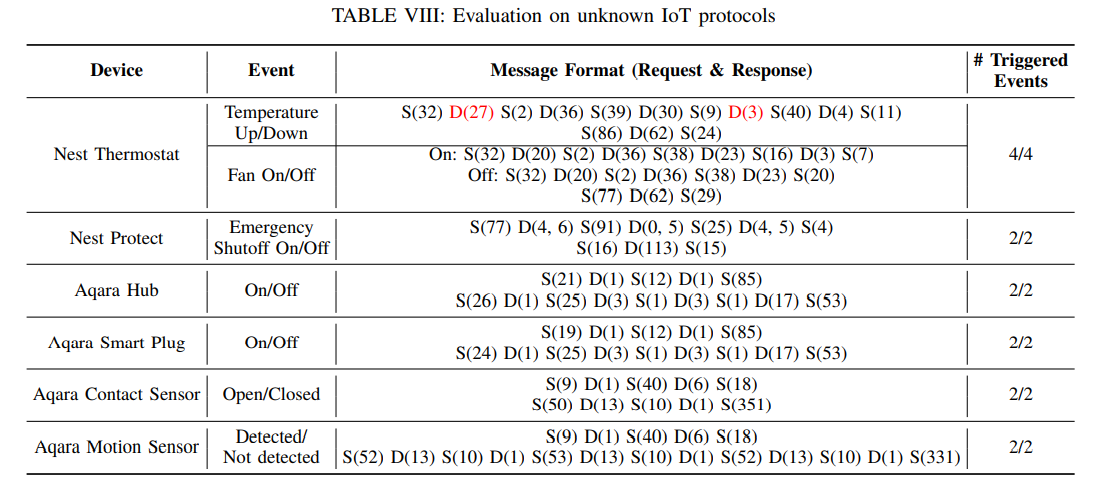 TABLE VIII: Evaluation on unknown IoT protocols
Device Event Message Format (Request & Response) # Triggered Events
Nest Thermostat Temperature Up/Down S(32) D(27) S(2) D(36) S(39) D(30) S(9) D(3) S(40) D(4) S(11)
S(86) D(62) S(24)
4/4
Fan On/Off On: S(32) D(20) S(2) D(36) S(38) D(23) S(16) D(3) S(7)
Off: S(32) D(20) S(2) D(36) S(38) D(23) S(20)
S(77) D(62) S(29)
Nest Protect Emergency Shutoff On/Off S(77) D(4, 6) S(91) D(0, 5) S(25) D(4, 5) S(4)
S(16) D(113) S(15)
2/2
Aqara Hub On/Off S(21) D(1) S(12) D(1) S(85)
S(26) D(1) S(25) D(3) S(1) D(3) S(1) D(17) S(53)
2/2
Aqara Smart Plug On/Off S(19) D(1) S(12) D(1) S(85)
S(24) D(1) S(25) D(3) S(1) D(3) S(1) D(17) S(53)
2/2
Aqara Contact Sensor Open/Closed S(9) D(1) S(40) D(6) S(18)
S(50) D(13) S(10) D(1) S(351)
2/2
Aqara Motion Sensor Detected/ Not detected S(9) D(1) S(40) D(6) S(18)
S(52) D(13) S(10) D(1) S(53) D(13) S(10) D(1) S(52) D(13) S(10) D(1) S(331)
2/2